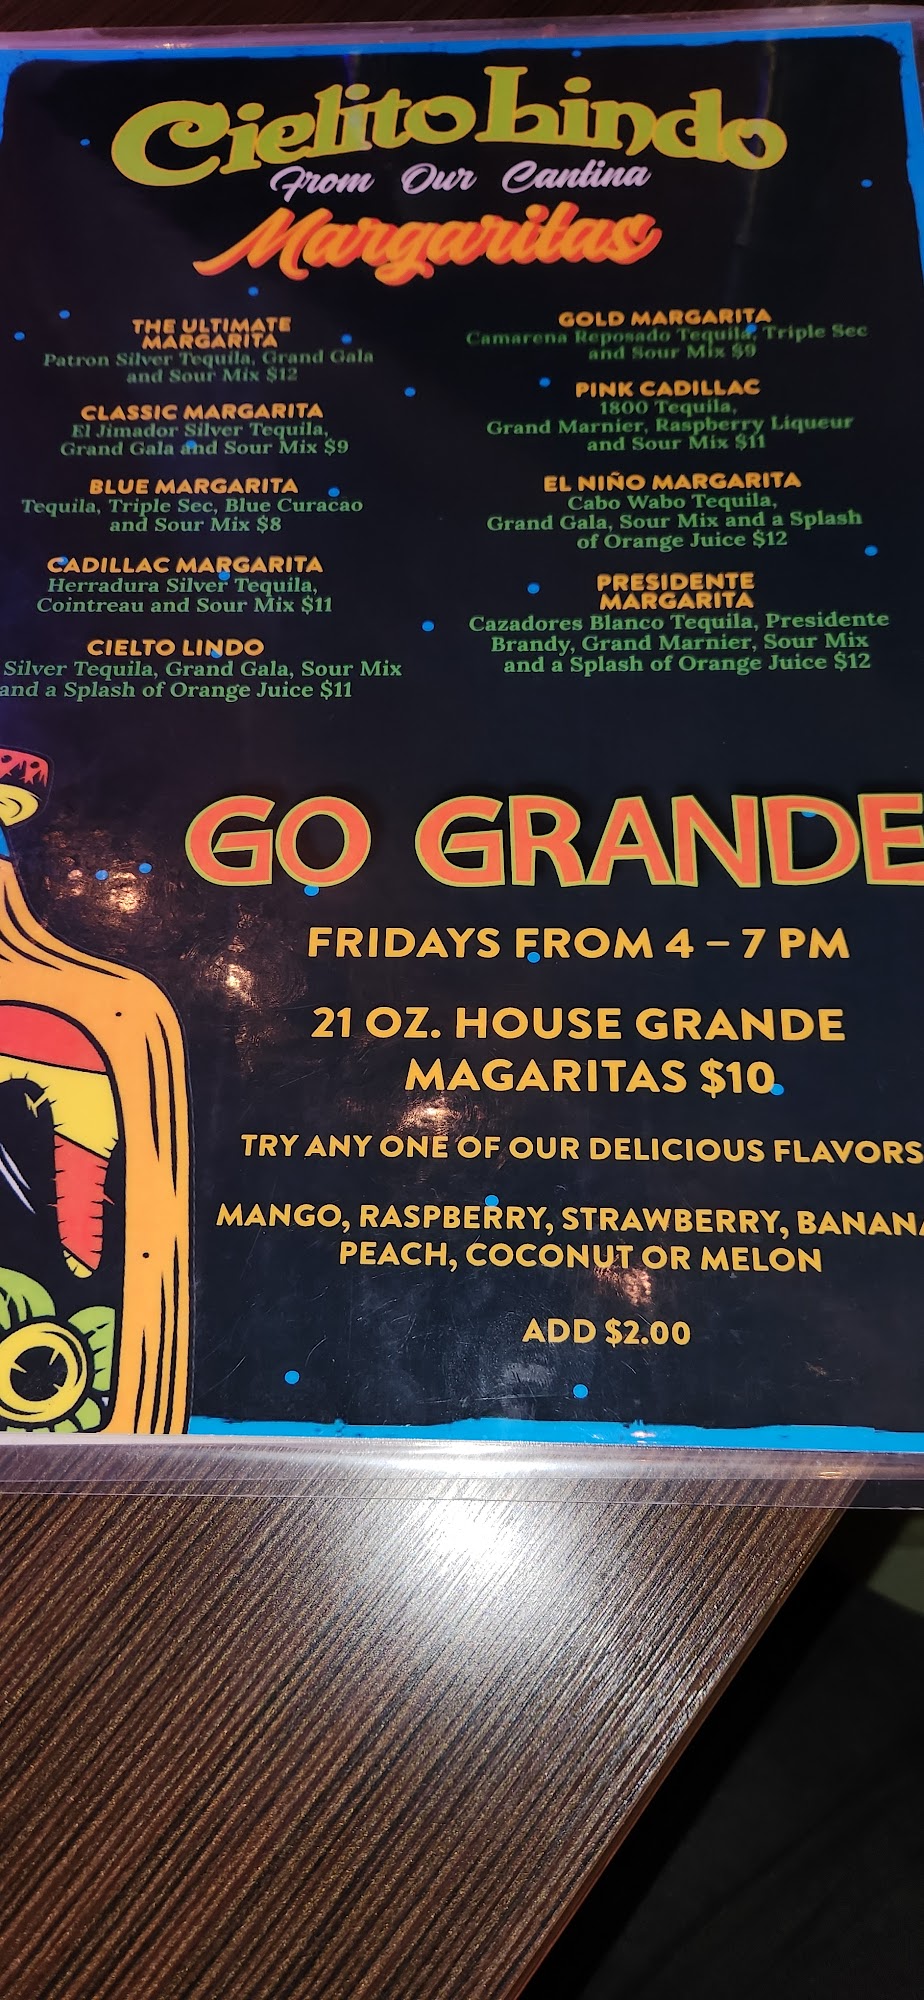 Cielito Lindo
From Our Cantina
Margaritas
THE ULTIMATE
MARGARITA
Patron Silver Tequila, Grand Gala
and Sour Mix $12
CLASSIC MARGARITA
El Jimador Silver Tequila,
Grand Gala and Sour Mix $9
BLUE MARGARITA
Tequila, Triple Sec, Blue Curacao
and Sour Mix $8
CADILLAC MARGARITA
Herradura Silver Tequila,
Cointreau and Sour Mix $11
CIELTO LINDO
Silver Tequila, Grand Gala, Sour Mix
and a Splash of Orange Juice $11
GOLD MARGARITA
Camarena Reposado Tequila, Triple Sec
and Sour Mix $9
PINK CADILLAC
1800 Tequila,
Grand Marnier, Raspberry Liqueur
and Sour Mix $11
EL NIÑO MARGARITA
Cabo Wabo Tequila,
Grand Gala, Sour Mix and a Splash
of Orange Juice $12
PRESIDENTE
MARGARITA
Cazadores Blanco Tequila, Presidente
Brandy, Grand Marnier, Sour Mix
and a Splash of Orange Juice $12
GO GRANDE
FRIDAYS FROM 4 – 7 PM
21 OZ. HOUSE GRANDE
MAGARITAS $10
TRY ANY ONE OF OUR DELICIOUS FLAVORS
MANGO, RASPBERRY, STRAWBERRY, BANANA
PEACH, COCONUT OR MELON
ADD $2.00